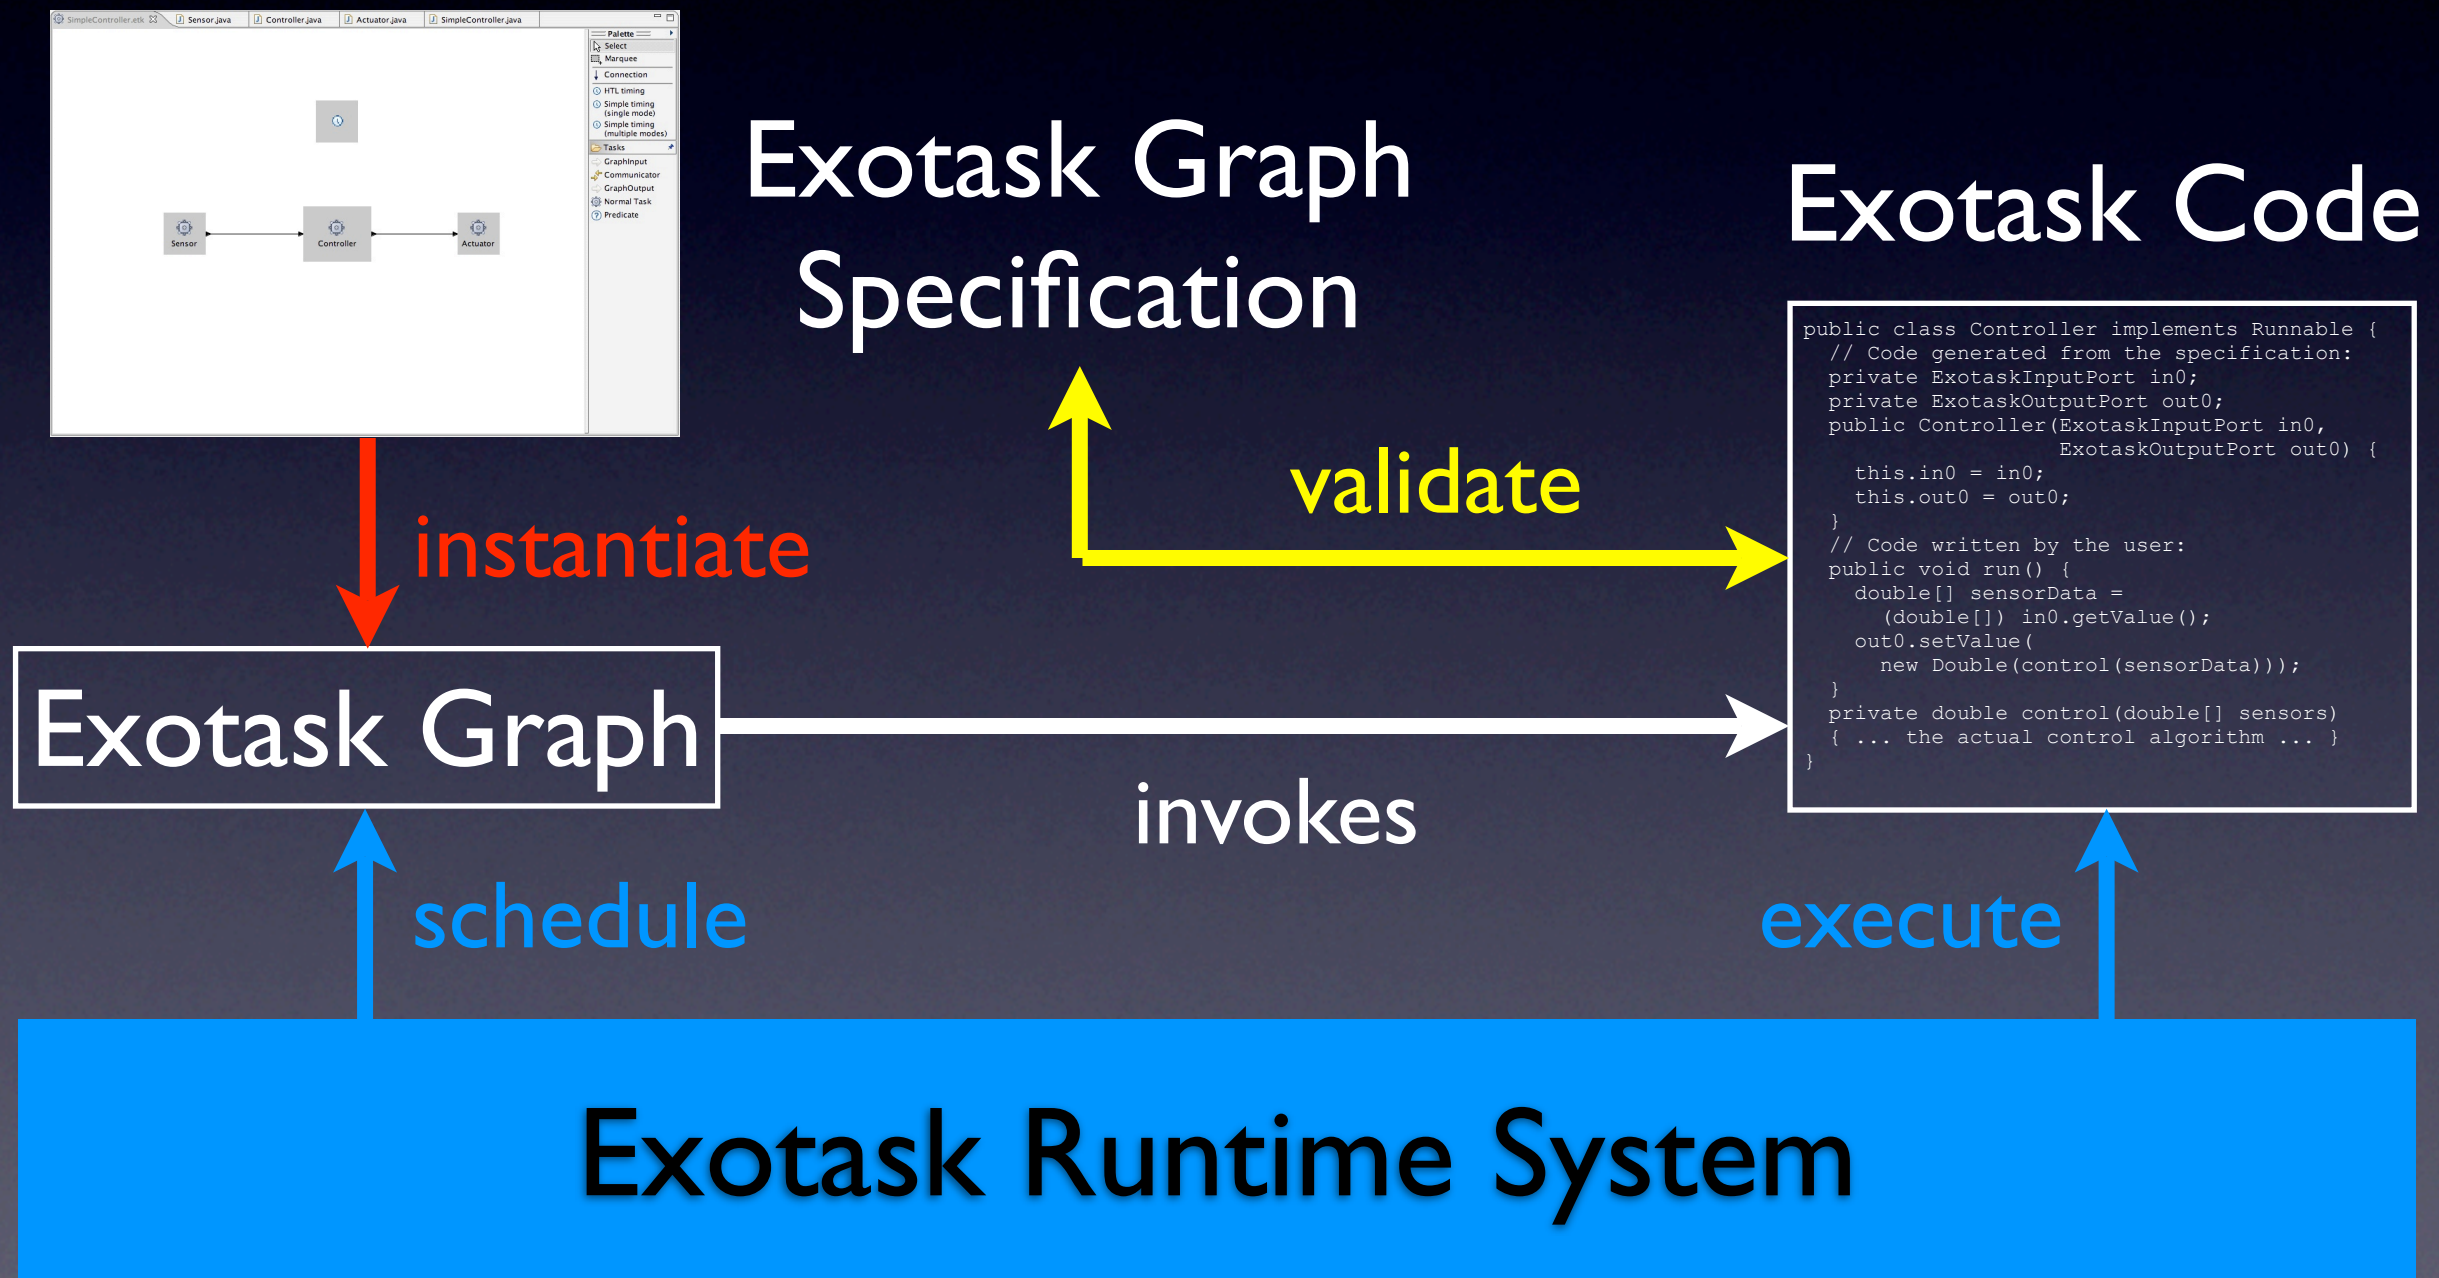 SimpleController.etk
Sensor.java
Controller.java
Actuator.java
SimpleController.java
Palette
Select
Marquee
Connection
HTL timing
Simple timing
(single mode)
Simple timing
(multiple modes)
Tasks
GraphInput
Communicator
GraphOutput
Normal Task
Predicate
Sensor
Controller
Actuator
Exotask Graph
Specification
Exotask Code
public class Controller implements Runnable {
// Code generated from the specification:
private ExotaskInputPort in0;
private ExotaskOutputPort out0;
public Controller(ExotaskInputPort in0,
ExotaskOutputPort out0) {
this.in0 = in0;
this.out0 = out0;
}
// Code written by the user:
public void run() {
double[] sensorData =
(double[]) in0.getValue();
out0.setValue(
new Double(control(sensorData)));
}
private double control(double[] sensors)
{ ... the actual control algorithm ... }
}
validate
instantiate
Exotask Graph
invokes
schedule
execute
Exotask Runtime System